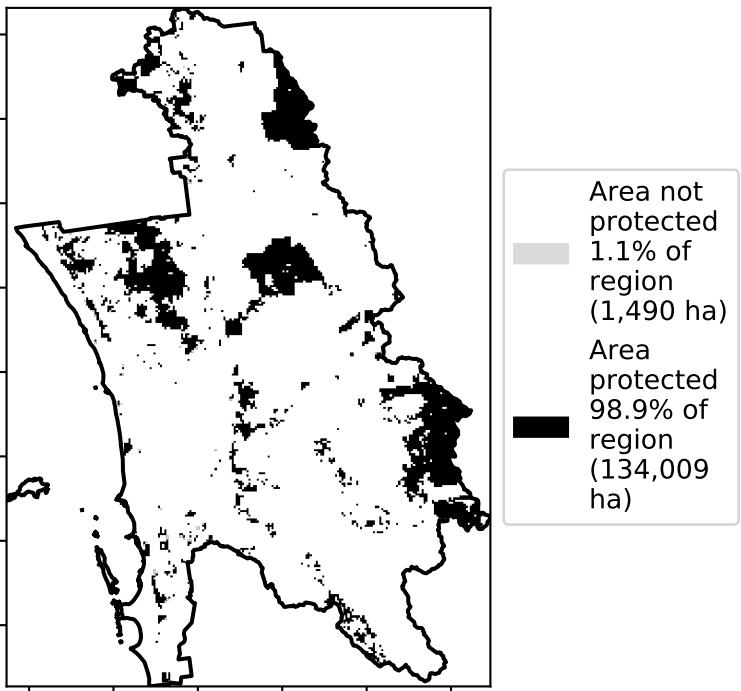 Area not
protected
1.1% of
region
(1,490 ha)
Area
protected
98.9% of
region
(134,009
ha)